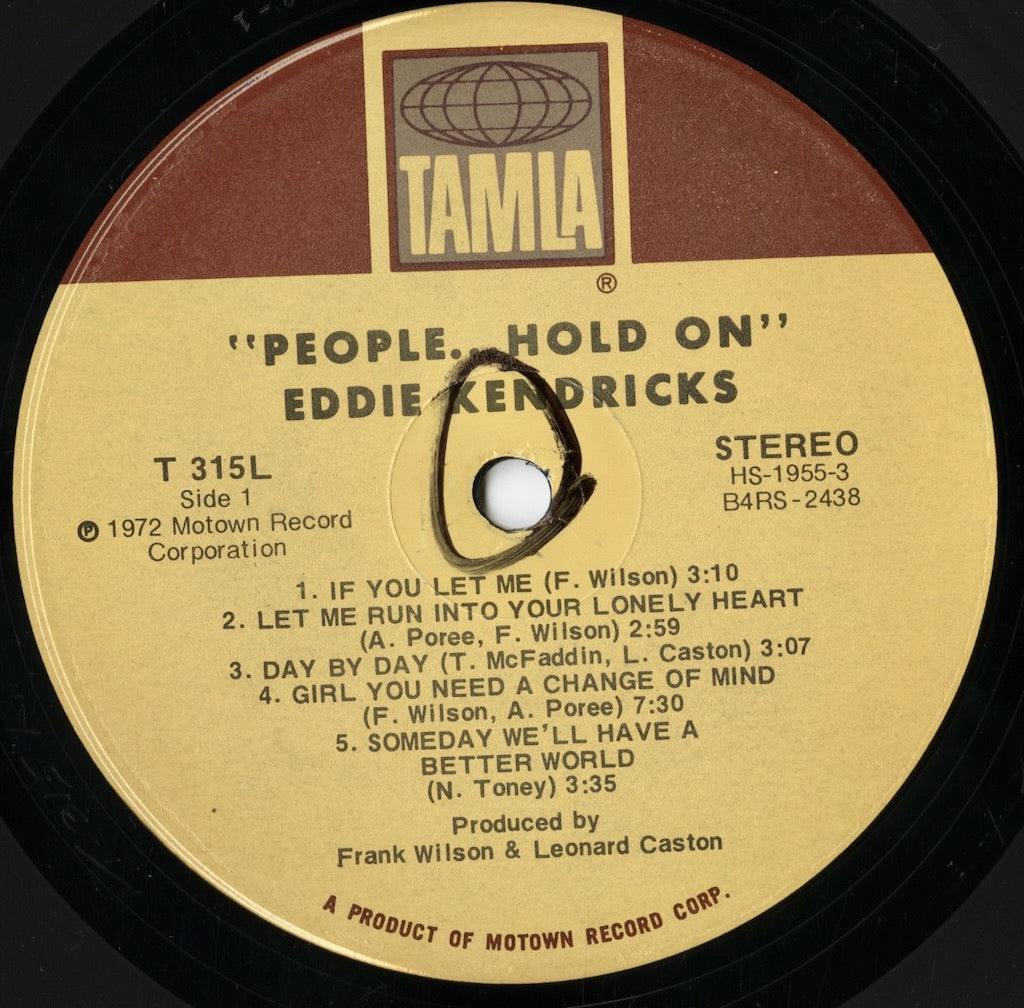 TAMLA
®
"PEOPLE...HOLD ON"
EDDIE KENDRICKS
T 315L
Side 1
℗ 1972 Motown Record
Corporation
STEREO
HS-1955-3
B4RS-2438
1. IF YOU LET ME (F. Wilson) 3:10
2. LET ME RUN INTO YOUR LONELY HEART
(A. Poree, F. Wilson) 2:59
3. DAY BY DAY (T. McFaddin, L. Caston) 3:07
4. GIRL YOU NEED A CHANGE OF MIND
(F. Wilson, A. Poree) 7:30
5. SOMEDAY WE'LL HAVE A
BETTER WORLD
(N. Toney) 3:35
Produced by
Frank Wilson & Leonard Caston
A PRODUCT OF MOTOWN RECORD CORP.